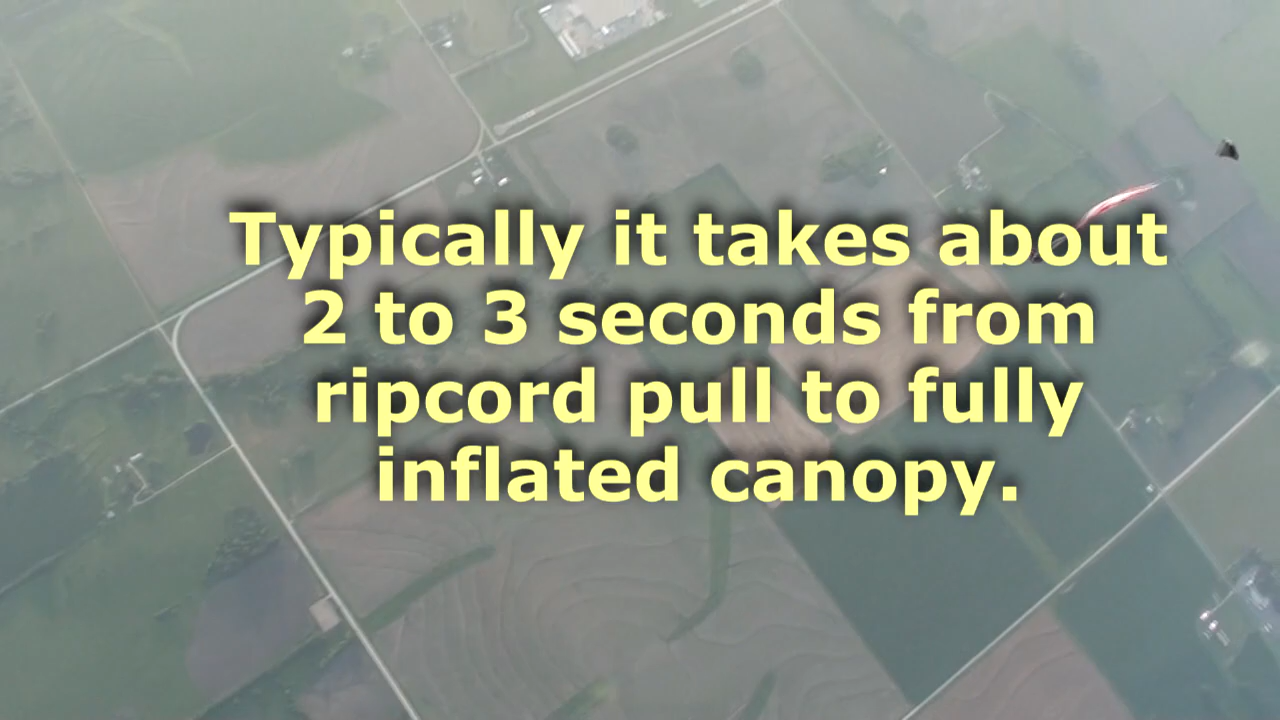 Typically it takes about
2 to 3 seconds from
ripcord pull to fully
inflated canopy.